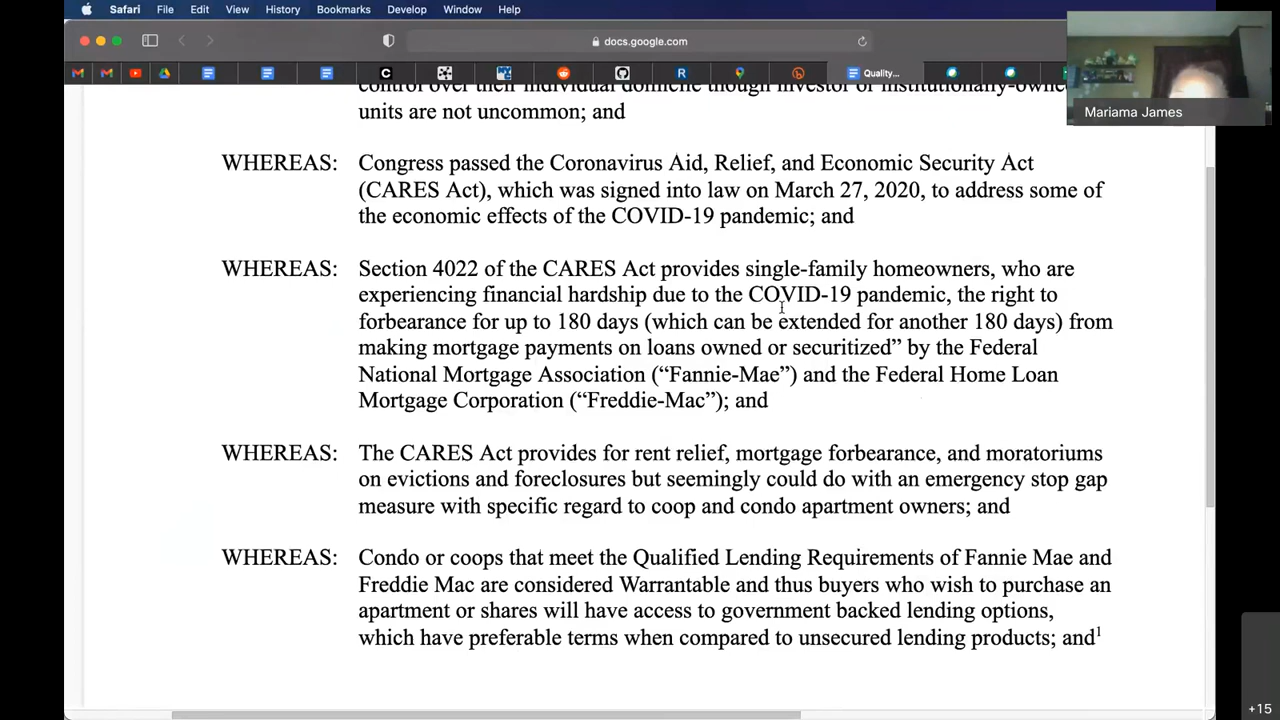 Safari File Edit View History Bookmarks Develop Window Help
docs.google.com
Quality...
Mariama James
control over their individual domicile though investor or institutionally-owned
units are not uncommon; and
WHEREAS: Congress passed the Coronavirus Aid, Relief, and Economic Security Act
(CARES Act), which was signed into law on March 27, 2020, to address some of
the economic effects of the COVID-19 pandemic; and
WHEREAS: Section 4022 of the CARES Act provides single-family homeowners, who are
experiencing financial hardship due to the COVID-19 pandemic, the right to
forbearance for up to 180 days (which can be extended for another 180 days) from
making mortgage payments on loans owned or securitized” by the Federal
National Mortgage Association (“Fannie-Mae”) and the Federal Home Loan
Mortgage Corporation (“Freddie-Mac”); and
WHEREAS: The CARES Act provides for rent relief, mortgage forbearance, and moratoriums
on evictions and foreclosures but seemingly could do with an emergency stop gap
measure with specific regard to coop and condo apartment owners; and
WHEREAS: Condo or coops that meet the Qualified Lending Requirements of Fannie Mae and
Freddie Mac are considered Warrantable and thus buyers who wish to purchase an
apartment or shares will have access to government backed lending options,
which have preferable terms when compared to unsecured lending products; and¹
+15